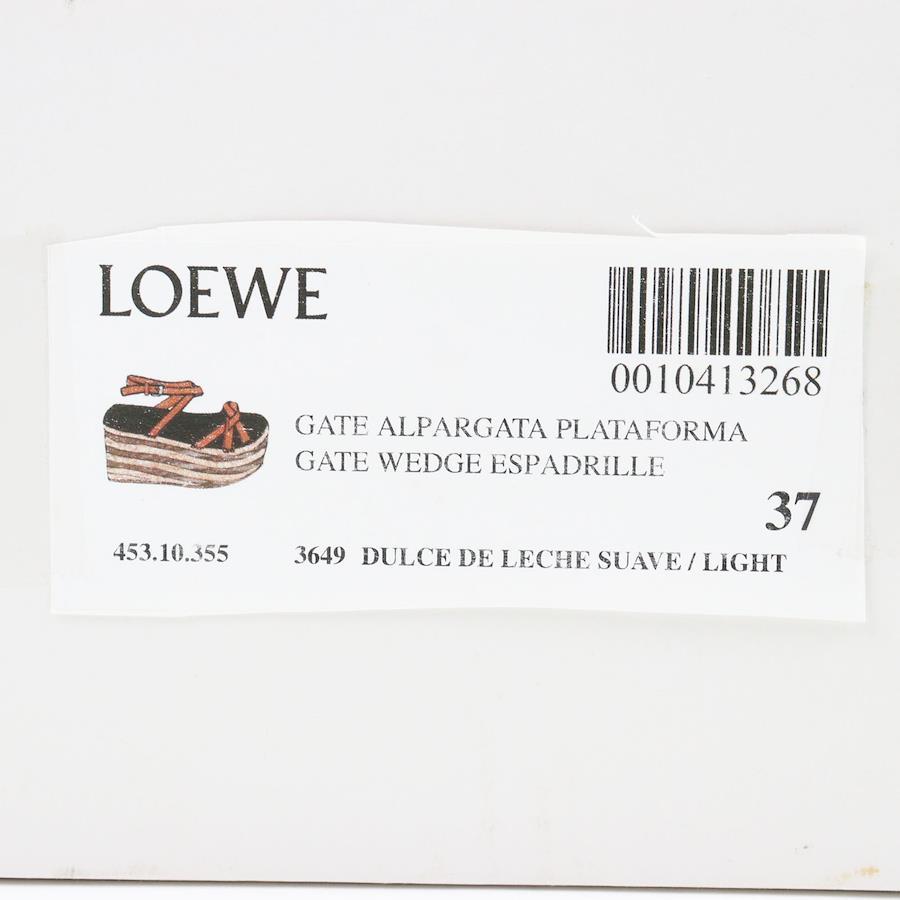 LOEWE
0010413268
GATE ALPARGATA PLATAFORMA
GATE WEDGE ESPADRILLE
37
453.10.355 3649 DULCE DE LECHE SUAVE / LIGHT